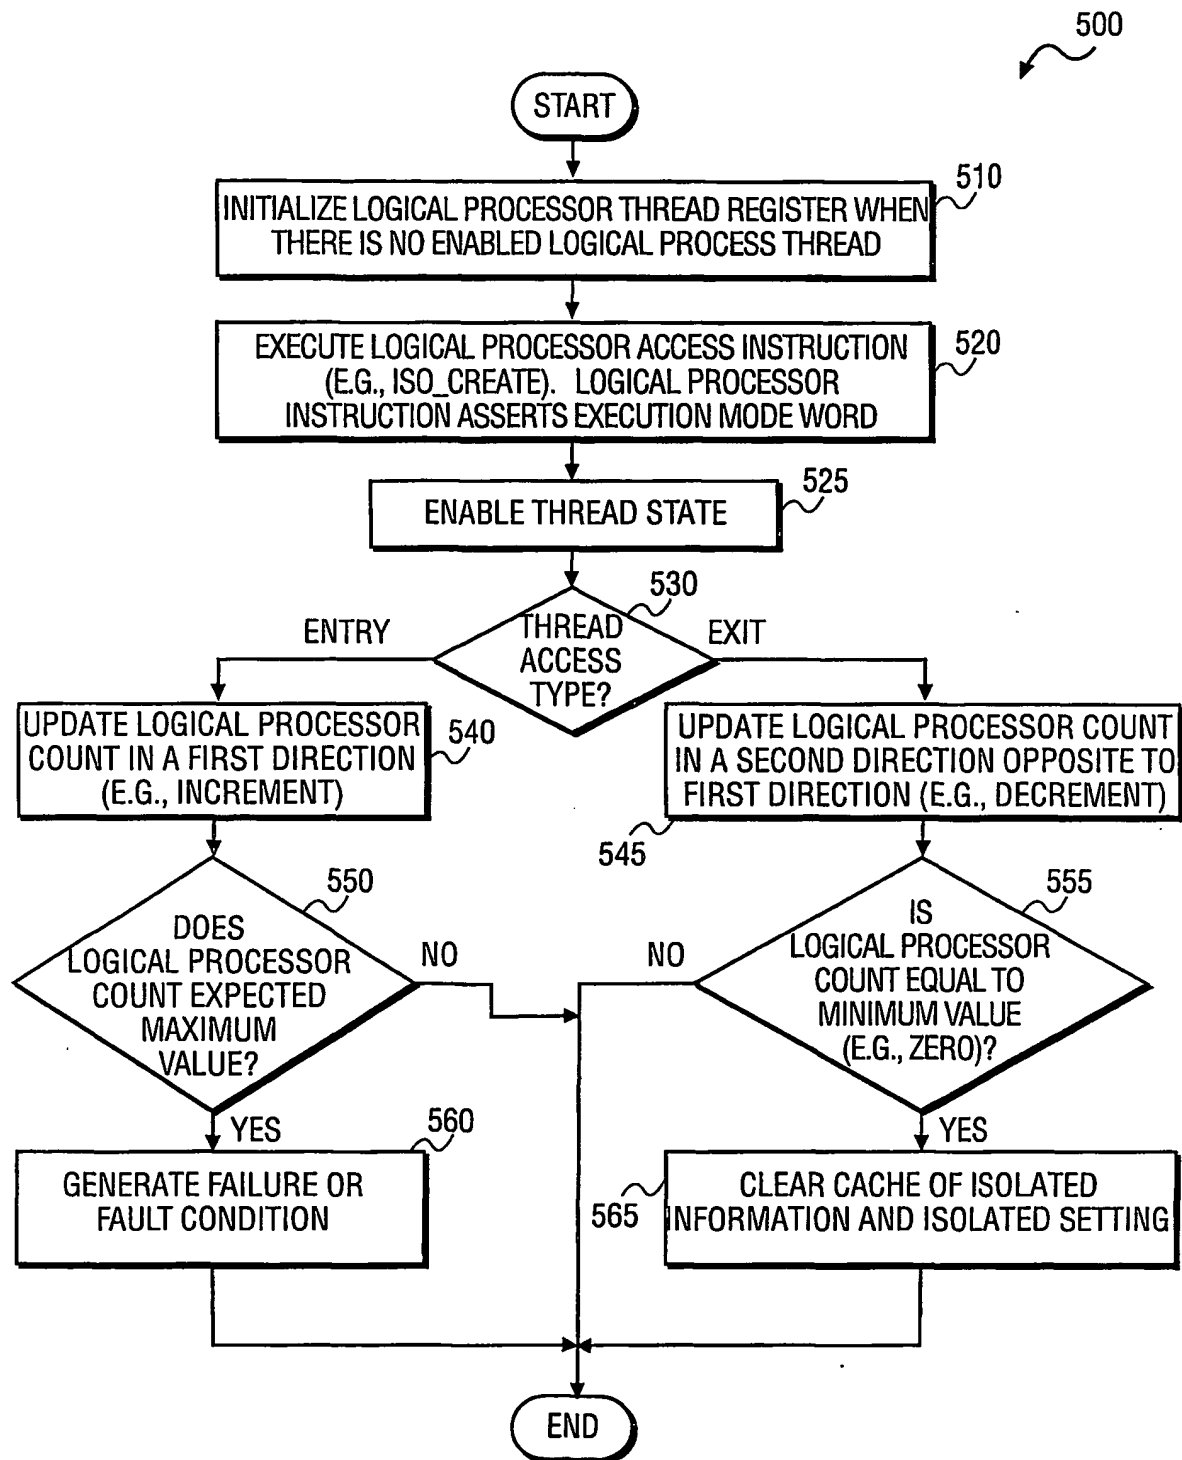 500
START
510
INITIALIZE LOGICAL PROCESSOR THREAD REGISTER WHEN
THERE IS NO ENABLED LOGICAL PROCESS THREAD
EXECUTE LOGICAL PROCESSOR ACCESS INSTRUCTION
(E.G., ISO_CREATE). LOGICAL PROCESSOR
INSTRUCTION ASSERTS EXECUTION MODE WORD
520
ENABLE THREAD STATE
525
530
ENTRY
THREAD
ACCESS
TYPE?
EXIT
UPDATE LOGICAL PROCESSOR
COUNT IN A FIRST DIRECTION
(E.G., INCREMENT)
540
UPDATE LOGICAL PROCESSOR COUNT
IN A SECOND DIRECTION OPPOSITE TO
FIRST DIRECTION (E.G., DECREMENT)
545
550
DOES
LOGICAL PROCESSOR
COUNT EXPECTED
MAXIMUM
VALUE?
NO
555
IS
LOGICAL PROCESSOR
COUNT EQUAL TO
MINIMUM VALUE
(E.G., ZERO)?
NO
YES
560
GENERATE FAILURE OR
FAULT CONDITION
YES
565
CLEAR CACHE OF ISOLATED
INFORMATION AND ISOLATED SETTING
END